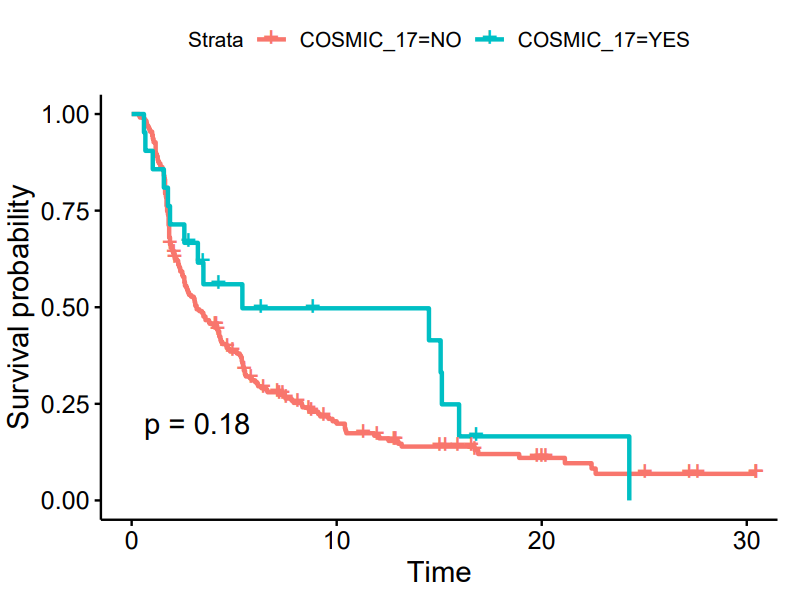 Strata COSMIC_17=NO COSMIC_17=YES
Survival probability
1.00
0.75
0.50
0.25
0.00
p = 0.18
0 10 20 30
Time